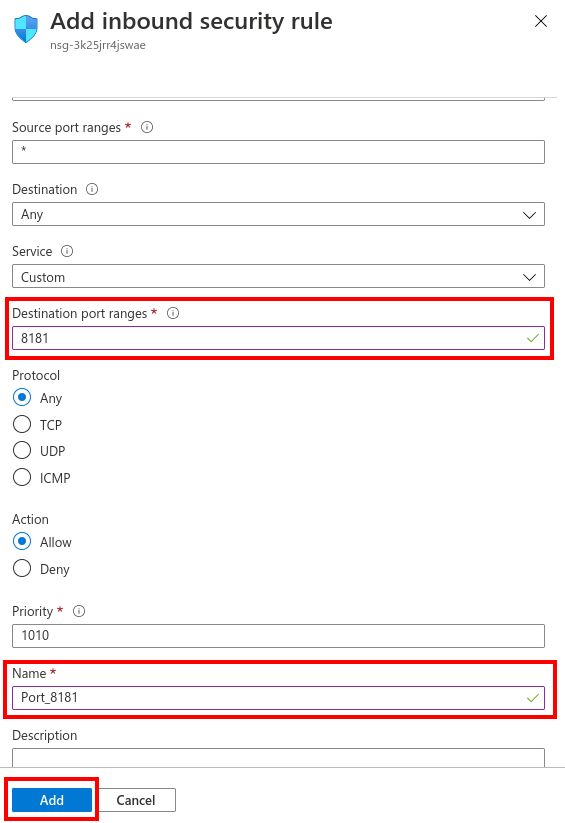 Add inbound security rule
nsg-3k25jrr4jswae
Source port ranges *
*
Destination
Any
Service
Custom
Destination port ranges *
8181
Protocol
Any
TCP
UDP
ICMP
Action
Allow
Deny
Priority *
1010
Name *
Port_8181
Description
Add Cancel